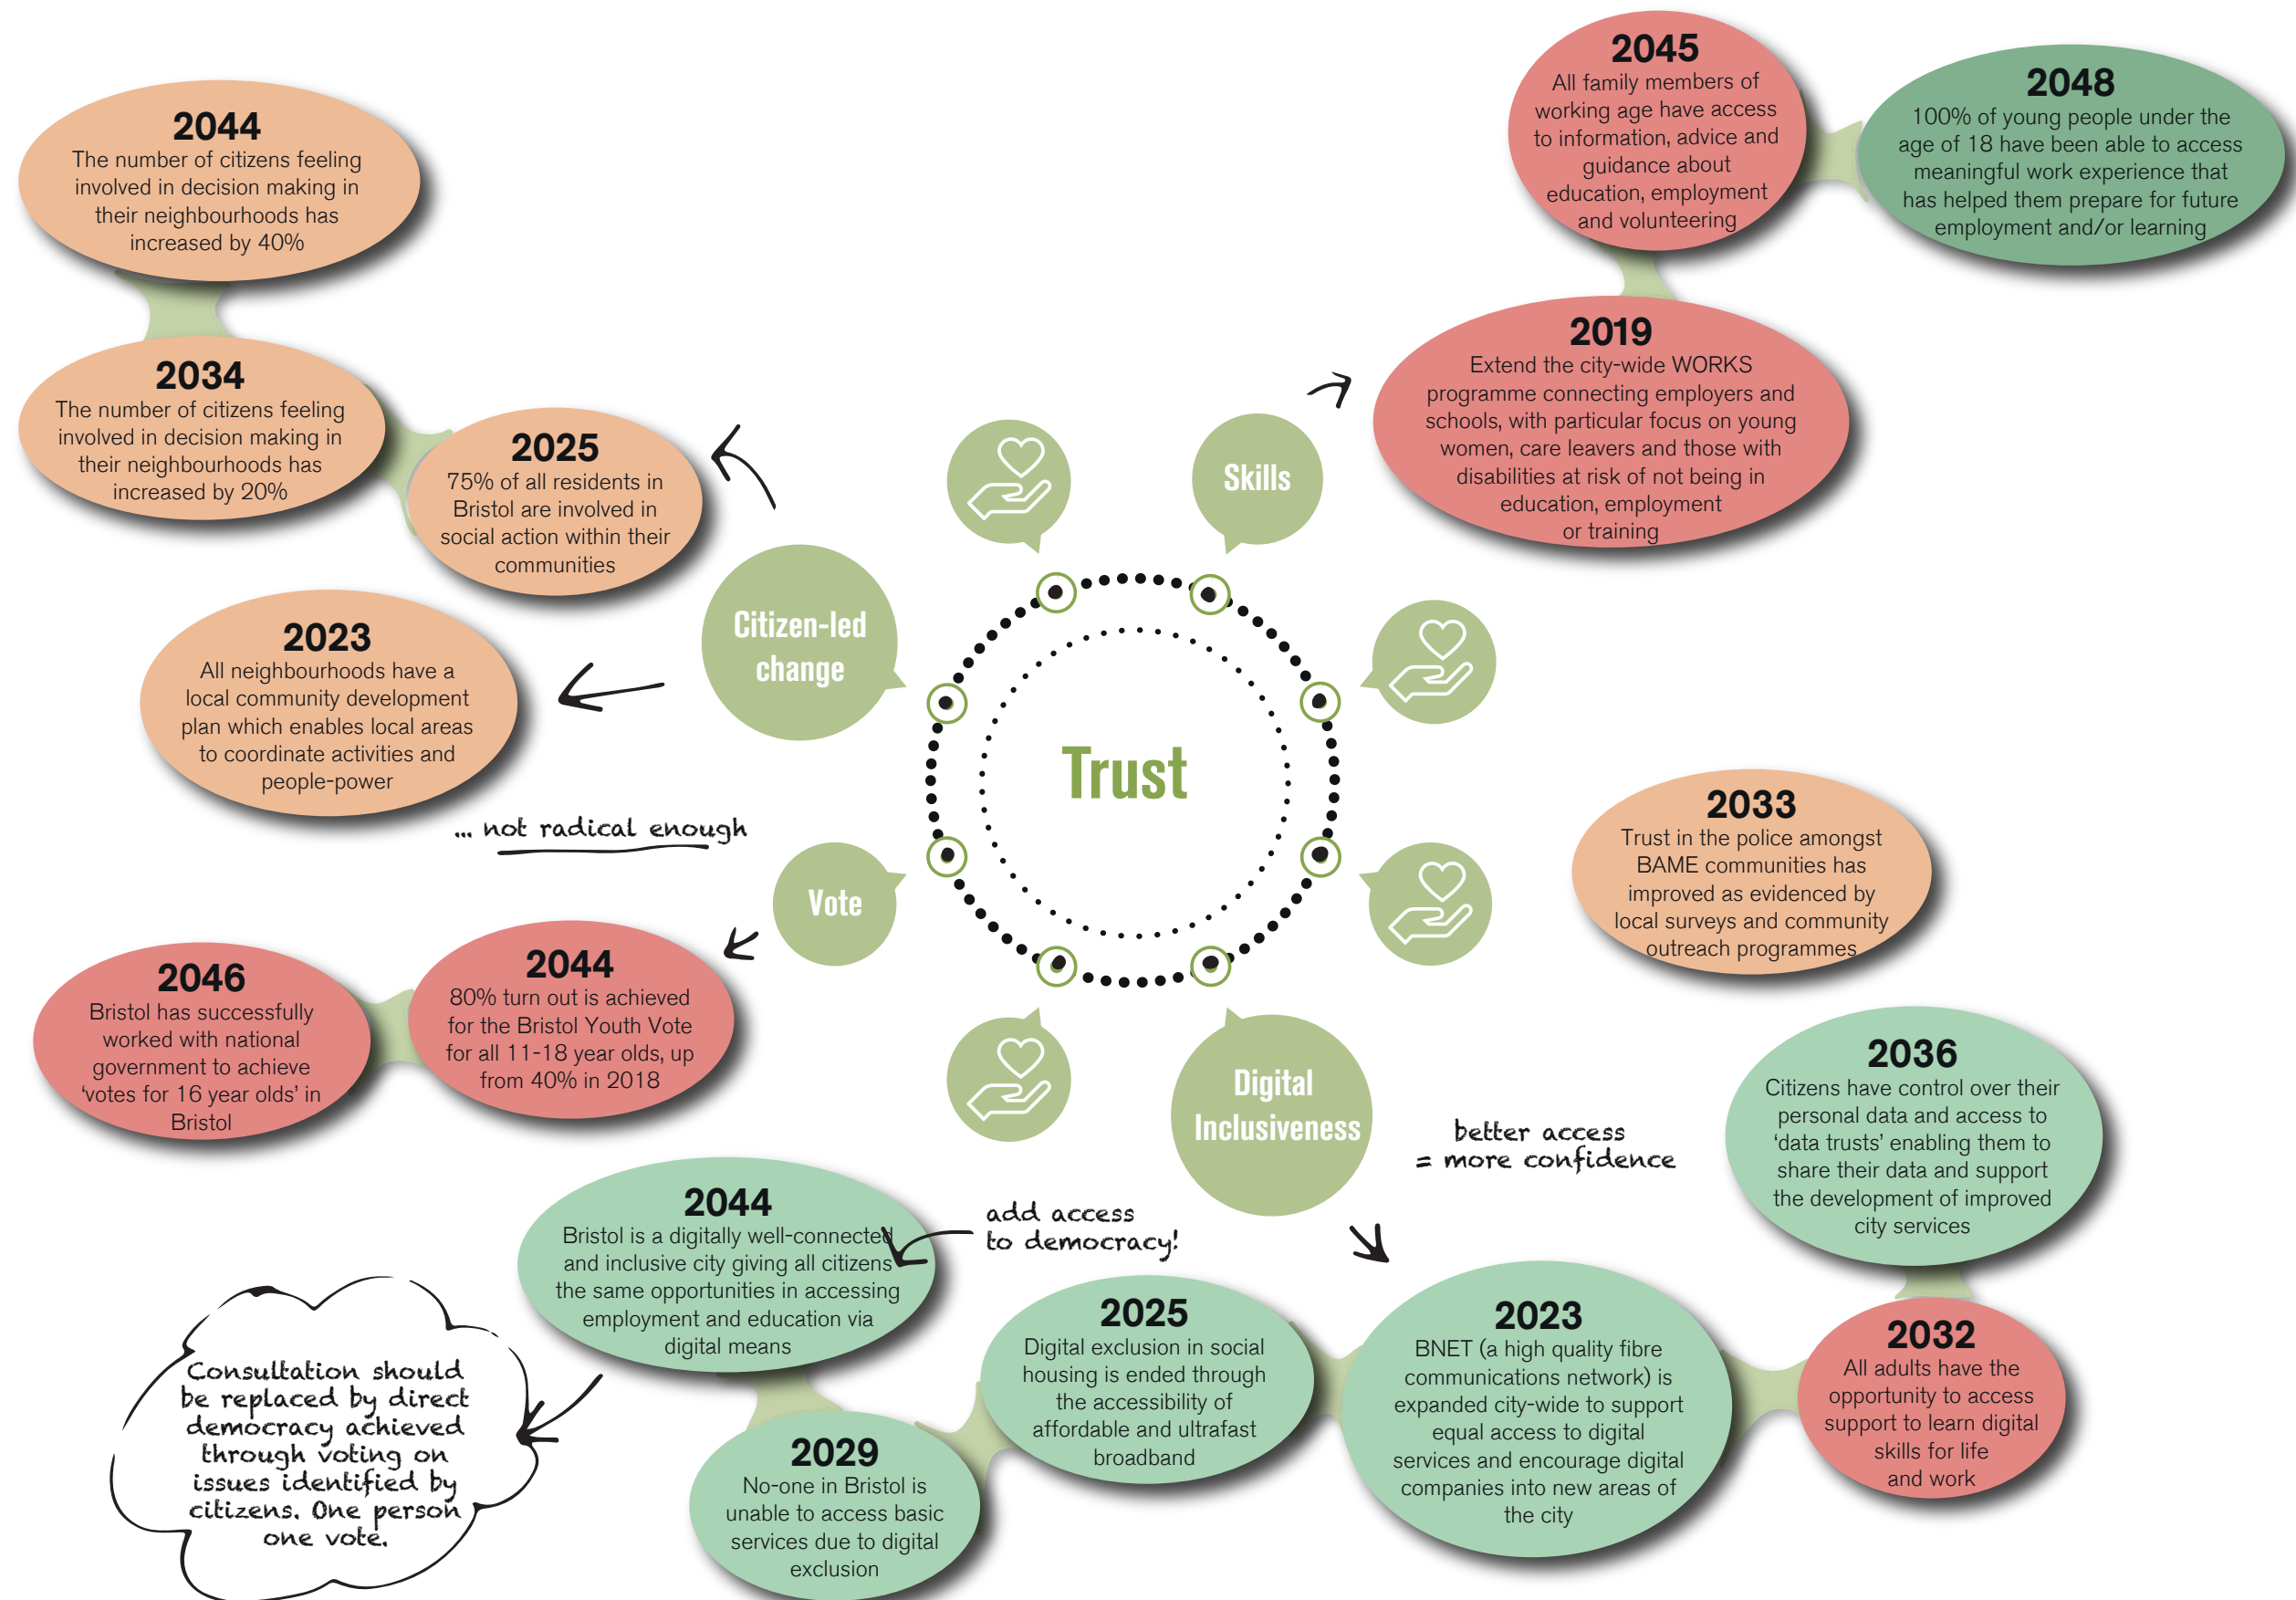 2044
The number of citizens feeling
involved in decision making in
their neighbourhoods has
increased by 40%
2034
The number of citizens feeling
involved in decision making in
their neighbourhoods has
increased by 20%
2025
75% of all residents in
Bristol are involved in
social action within their
communities
2023
All neighbourhoods have a
local community development
plan which enables local areas
to coordinate activities and
people-power
... not radical enough
Citizen-led
change
Skills
2045
All family members of
working age have access
to information, advice and
guidance about
education, employment
and volunteering
2048
100% of young people under the
age of 18 have been able to access
meaningful work experience that
has helped them prepare for future
employment and/or learning
2019
Extend the city-wide WORKS
programme connecting employers and
schools, with particular focus on young
women, care leavers and those with
disabilities at risk of not being in
education, employment
or training
Trust
2033
Trust in the police amongst
BAME communities has
improved as evidenced by
local surveys and community
outreach programmes
Vote
2046
Bristol has successfully
worked with national
government to achieve
‘votes for 16 year olds’ in
Bristol
2044
80% turn out is achieved
for the Bristol Youth Vote
for all 11-18 year olds, up
from 40% in 2018
Digital
Inclusiveness
better access
= more confidence
2036
Citizens have control over their
personal data and access to
‘data trusts’ enabling them to
share their data and support
the development of improved
city services
2044
Bristol is a digitally well-connected
and inclusive city giving all citizens
the same opportunities in accessing
employment and education via
digital means
add access
to democracy!
2025
Digital exclusion in social
housing is ended through
the accessibility of
affordable and ultrafast
broadband
2023
BNET (a high quality fibre
communications network) is
expanded city-wide to support
equal access to digital
services and encourage digital
companies into new areas of
the city
2032
All adults have the
opportunity to access
support to learn digital
skills for life
and work
2029
No-one in Bristol is
unable to access basic
services due to digital
exclusion
Consultation should
be replaced by direct
democracy achieved
through voting on
issues identified by
citizens. One person
one vote.